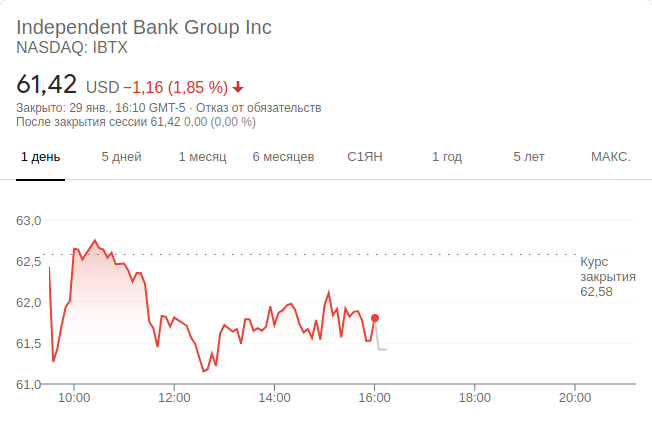 Independent Bank Group Inc
NASDAQ: IBTX
61,42 USD −1,16 (1,85 %)
Закрыто: 29 янв., 16:10 GMT-5 · Отказ от обязательств
После закрытия сессии 61,42 0,00 (0,00 %)
1 день 5 дней 1 месяц 6 месяцев С1ЯН 1 год 5 лет МАКС.
63,0
62,5
62,0
61,5
61,0
Курс
закрытия
62,58
10:00 12:00 14:00 16:00 18:00 20:00